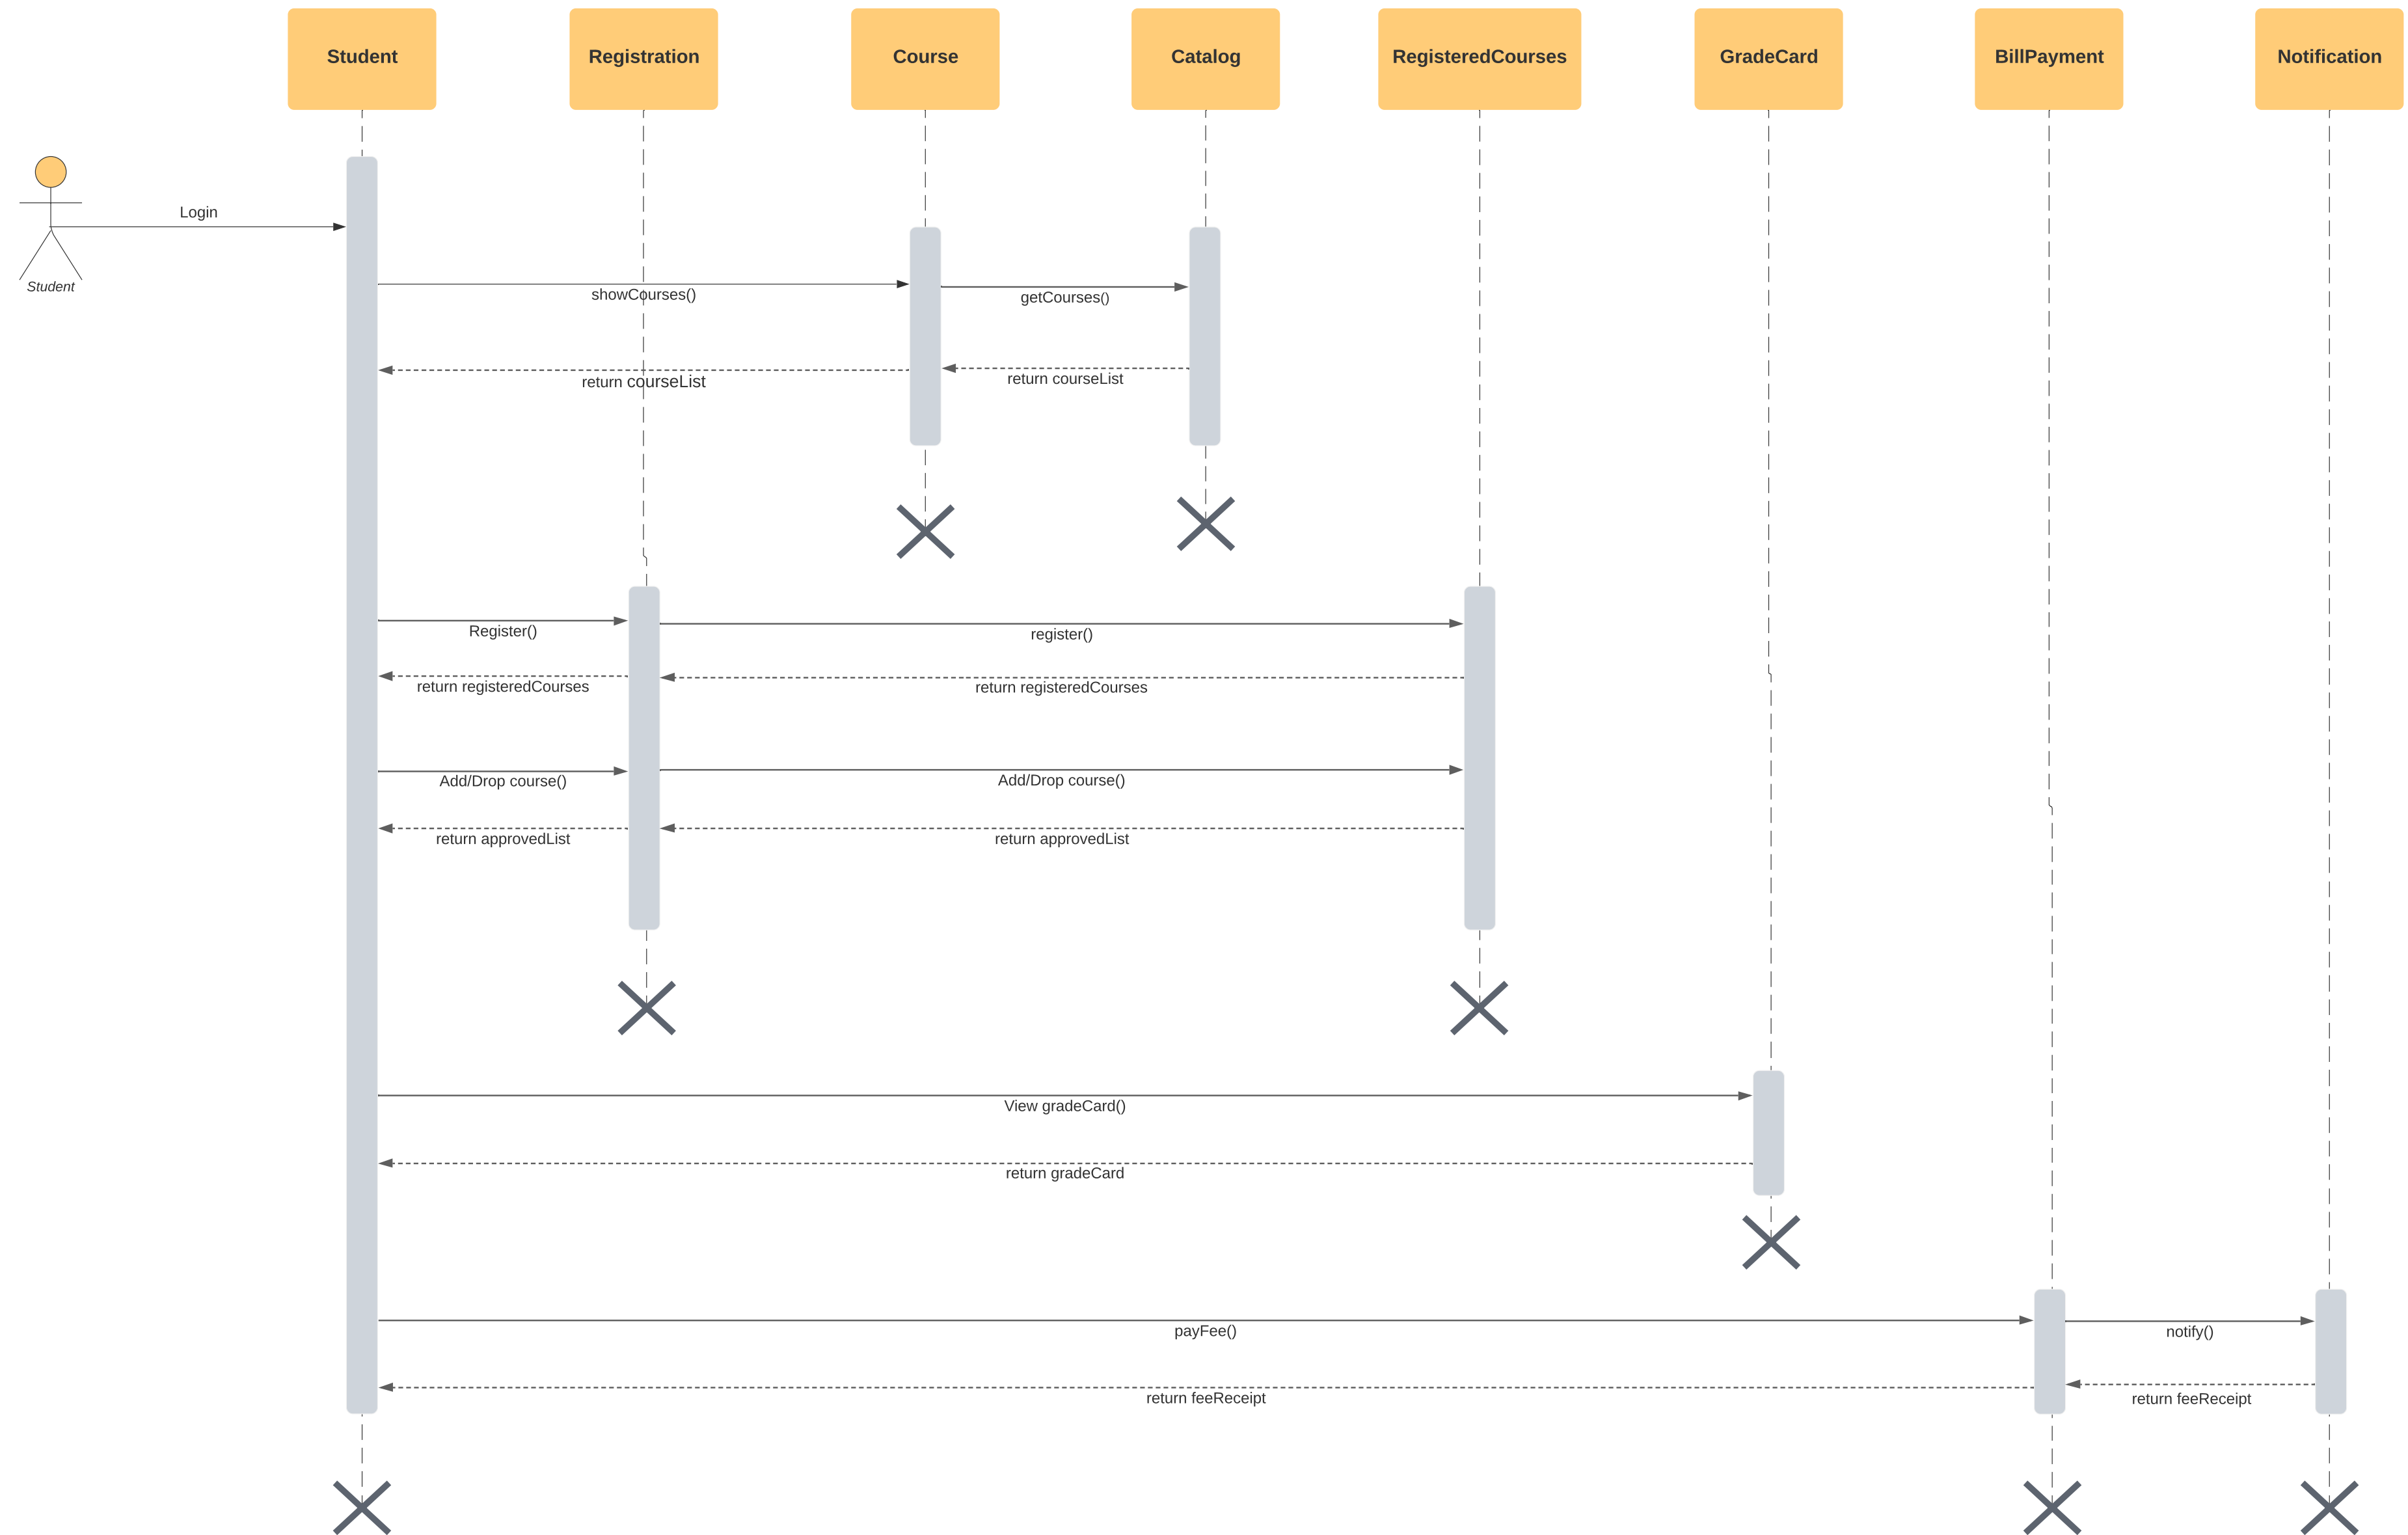 Student
Registration
Course
Catalog
RegisteredCourses
GradeCard
BillPayment
Notification
Login
Student
showCourses()
getCourses()
return courseList
return courseList
Register()
register()
return registeredCourses
return registeredCourses
Add/Drop course()
Add/Drop course()
return approvedList
return approvedList
View gradeCard()
return gradeCard
payFee()
notify()
return feeReceipt
return feeReceipt